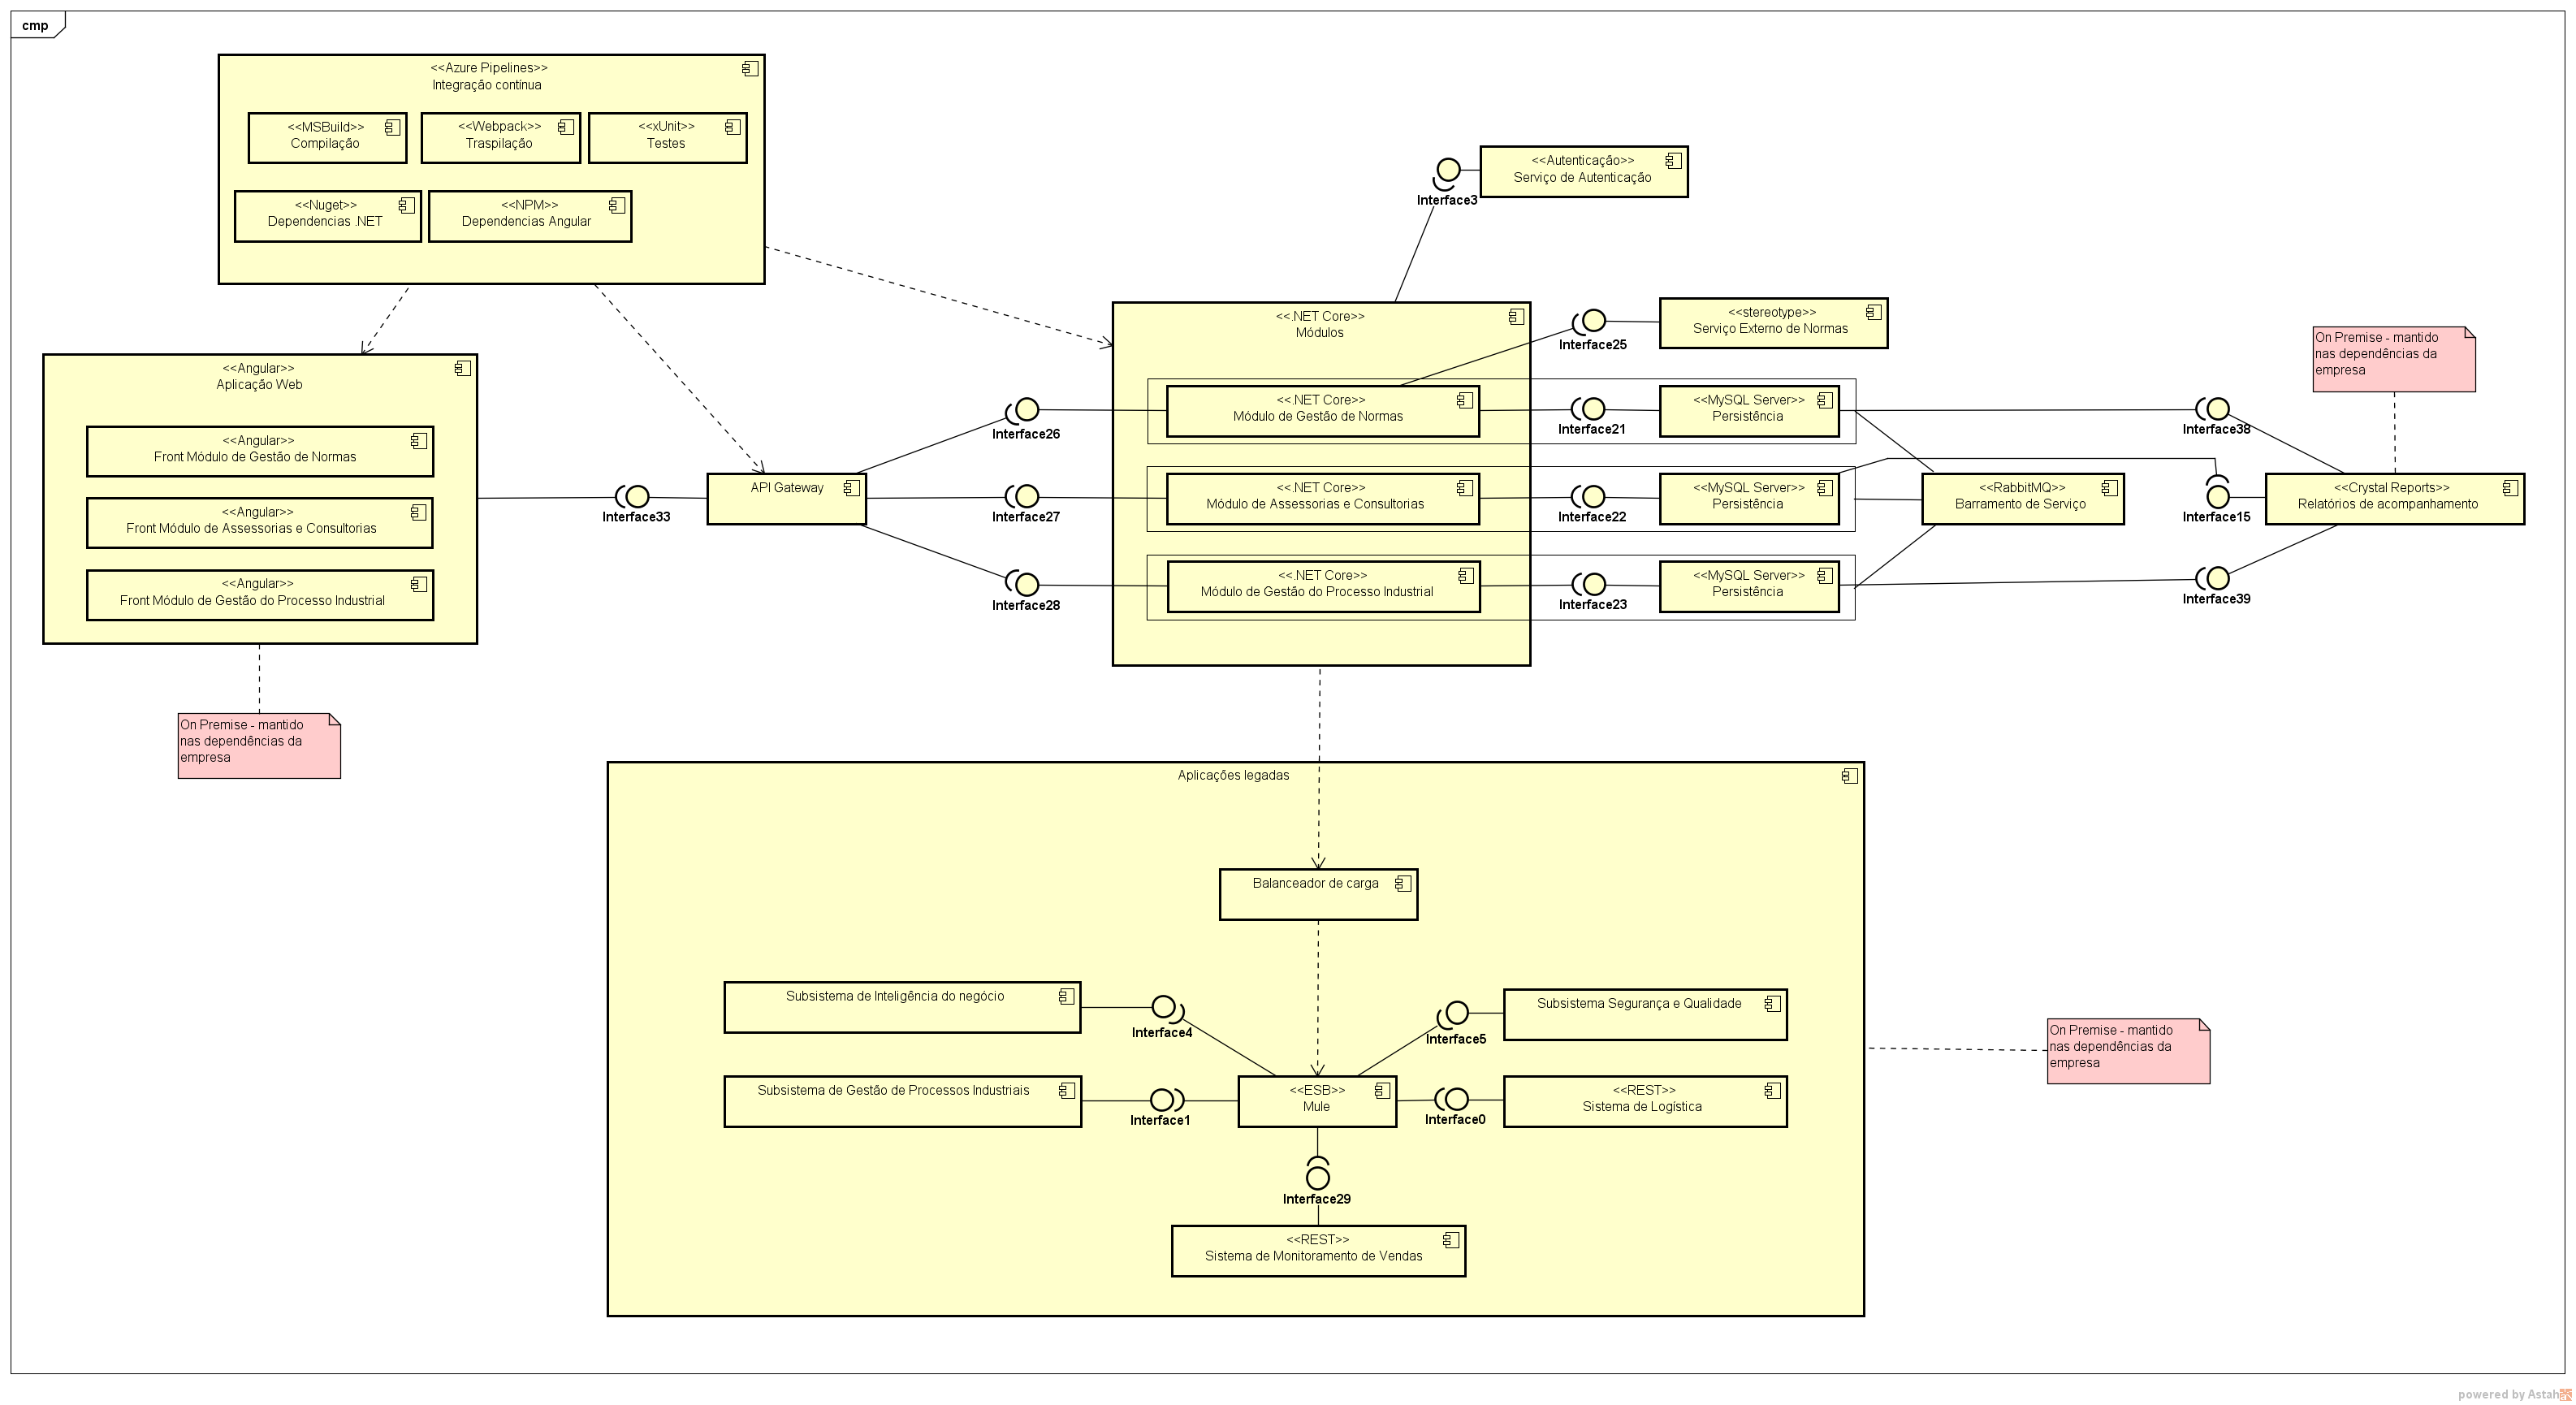 cmp
<<Azure Pipelines>>
Integração contínua
<<MSBuild>>
Compilação
<<Webpack>>
Traspilação
<<xUnit>>
Testes
<<Nuget>>
Dependencias .NET
<<NPM>>
Dependencias Angular
<<Autenticação>>
Serviço de Autenticação
Interface3
<<Angular>>
Aplicação Web
<<Angular>>
Front Módulo de Gestão de Normas
<<Angular>>
Front Módulo de Assessorias e Consultorias
<<Angular>>
Front Módulo de Gestão do Processo Industrial
On Premise - mantido
nas dependências da
empresa
Interface33
API Gateway
Interface26
Interface27
Interface28
<<.NET Core>>
Módulos
<<.NET Core>>
Módulo de Gestão de Normas
<<.NET Core>>
Módulo de Assessorias e Consultorias
<<.NET Core>>
Módulo de Gestão do Processo Industrial
Interface25
<<stereotype>>
Serviço Externo de Normas
Interface21
<<MySQL Server>>
Persistência
Interface22
<<MySQL Server>>
Persistência
Interface23
<<MySQL Server>>
Persistência
<<RabbitMQ>>
Barramento de Serviço
Interface38
Interface15
Interface39
On Premise - mantido
nas dependências da
empresa
<<Crystal Reports>>
Relatórios de acompanhamento
Aplicações legadas
Balanceador de carga
Subsistema de Inteligência do negócio
Interface4
Interface5
Subsistema Segurança e Qualidade
Subsistema de Gestão de Processos Industriais
Interface1
<<ESB>>
Mule
Interface0
<<REST>>
Sistema de Logística
Interface29
<<REST>>
Sistema de Monitoramento de Vendas
On Premise - mantido
nas dependências da
empresa
powered by Astah